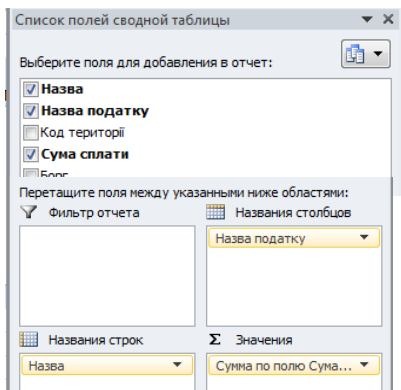 Список полей сводной таблицы
Выберите поля для добавления в отчет:
Назва
Назва податку
Код території
Сума сплати
Борг
Перетащите поля между указанными ниже областями:
Фильтр отчета
Названия столбцов
Назва податку
Названия строк
Σ Значения
Назва
Сумма по полю Сума...